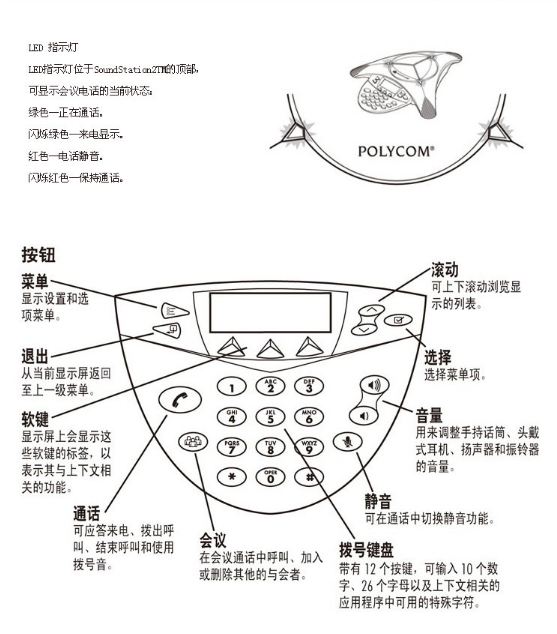 LED 指示灯
LED指示灯位于SoundStation2TM的顶部,
可显示会议电话的当前状态:
绿色—正在通话。
闪烁绿色—来电显示。
红色—电话静音。
闪烁红色—保持通话。
POLYCOM®
按钮
菜单
显示设置和选
项菜单。
退出
从当前显示屏返回
至上一级菜单。
软键
显示屏上会显示这
些软键的标签，以
表示其与上下文相
关的功能。
通话
可应答来电、拨出呼
叫、结束呼叫和使用
拨号音。
会议
在会议通话中呼叫、加入
或删除其他的与会者。
滚动
可上下滚动浏览显
示的列表。
选择
选择菜单项。
音量
用来调整手持话筒、头戴
式耳机、扬声器和振铃器
的音量。
静音
可在通话中切换静音功能。
拨号键盘
带有 12 个按键，可输入 10 个数
字、26 个字母以及上下文相关的
应用程序中可用的特殊字符。
1
ABC
2
DEF
3
GHI
4
JKL
5
MNO
6
PQRS
7
TUV
8
WXYZ
9
*
OPER
0
#